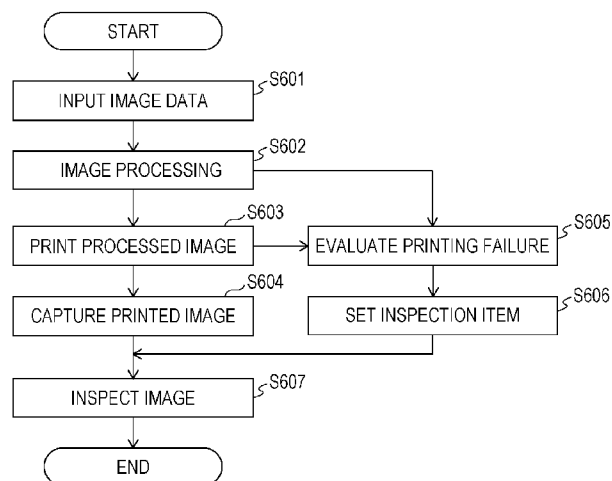 START
S601
INPUT IMAGE DATA
S602
IMAGE PROCESSING
S603
PRINT PROCESSED IMAGE
S605
EVALUATE PRINTING FAILURE
S604
CAPTURE PRINTED IMAGE
S606
SET INSPECTION ITEM
S607
INSPECT IMAGE
END